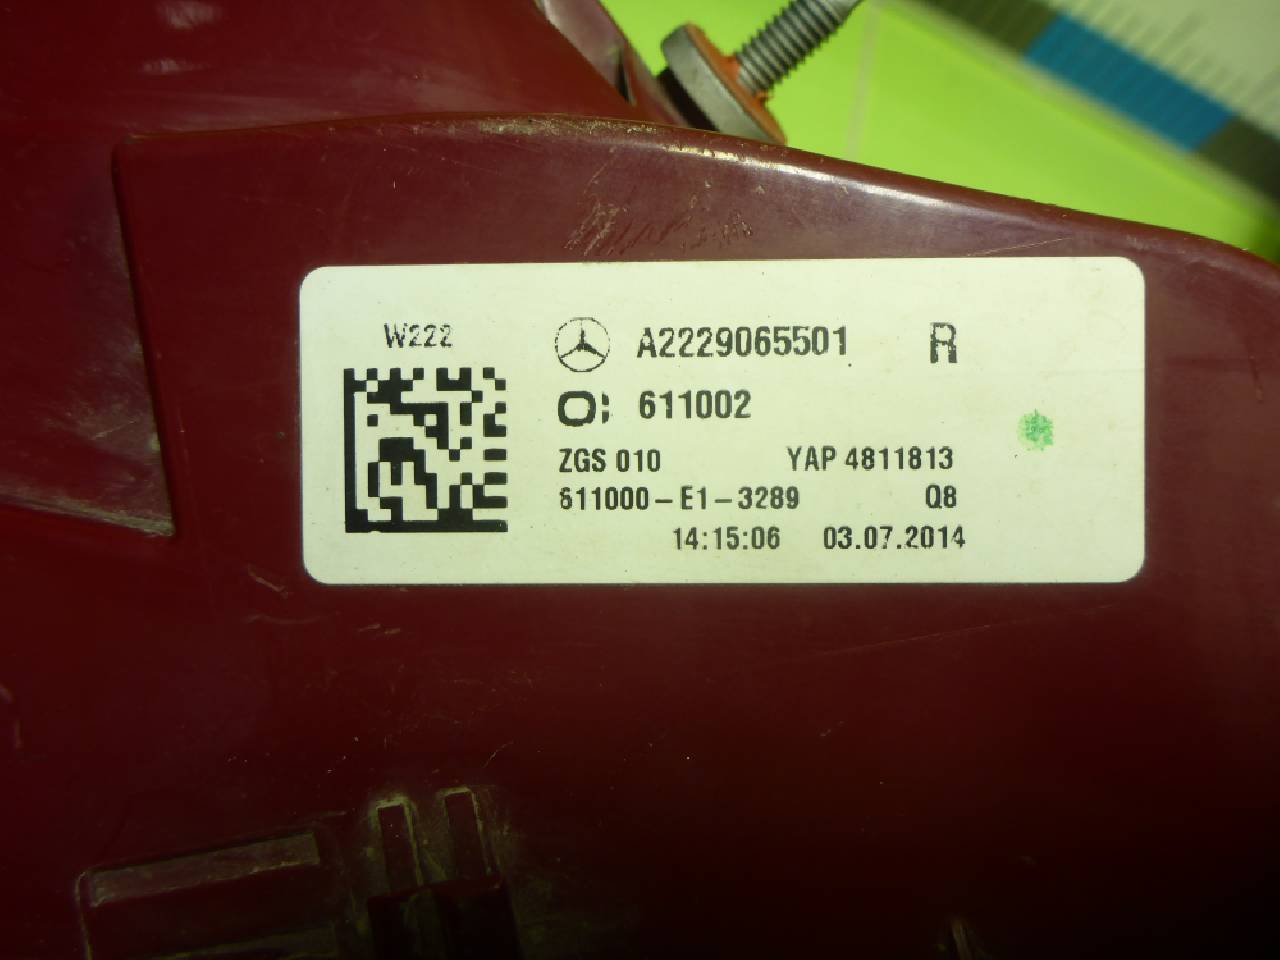 W222
A2229065501 R
611002
ZGS 010 YAP 4811813
611000-E1-3289 Q8
14:15:06 03.07.2014